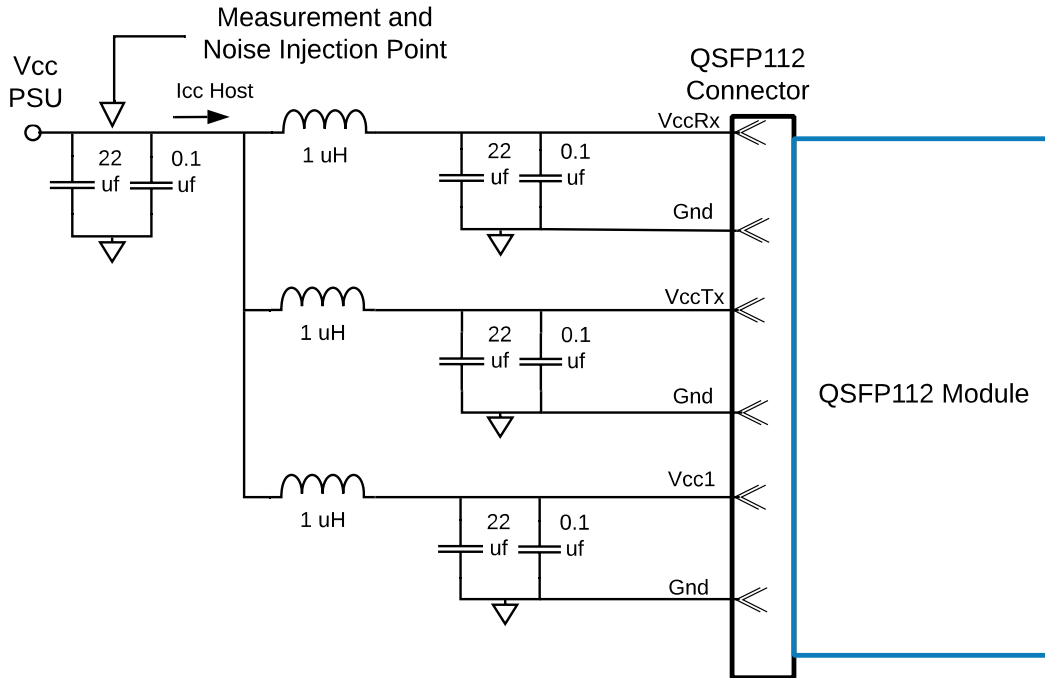 Measurement and
Noise Injection Point
Vcc
PSU
Icc Host
QSFP112
Connector
VccRx
1 uH
22
uf
0.1
uf
22
uf
0.1
uf
Gnd
VccTx
1 uH
22
uf
0.1
uf
Gnd
QSFP112 Module
Vcc1
1 uH
22
uf
0.1
uf
Gnd